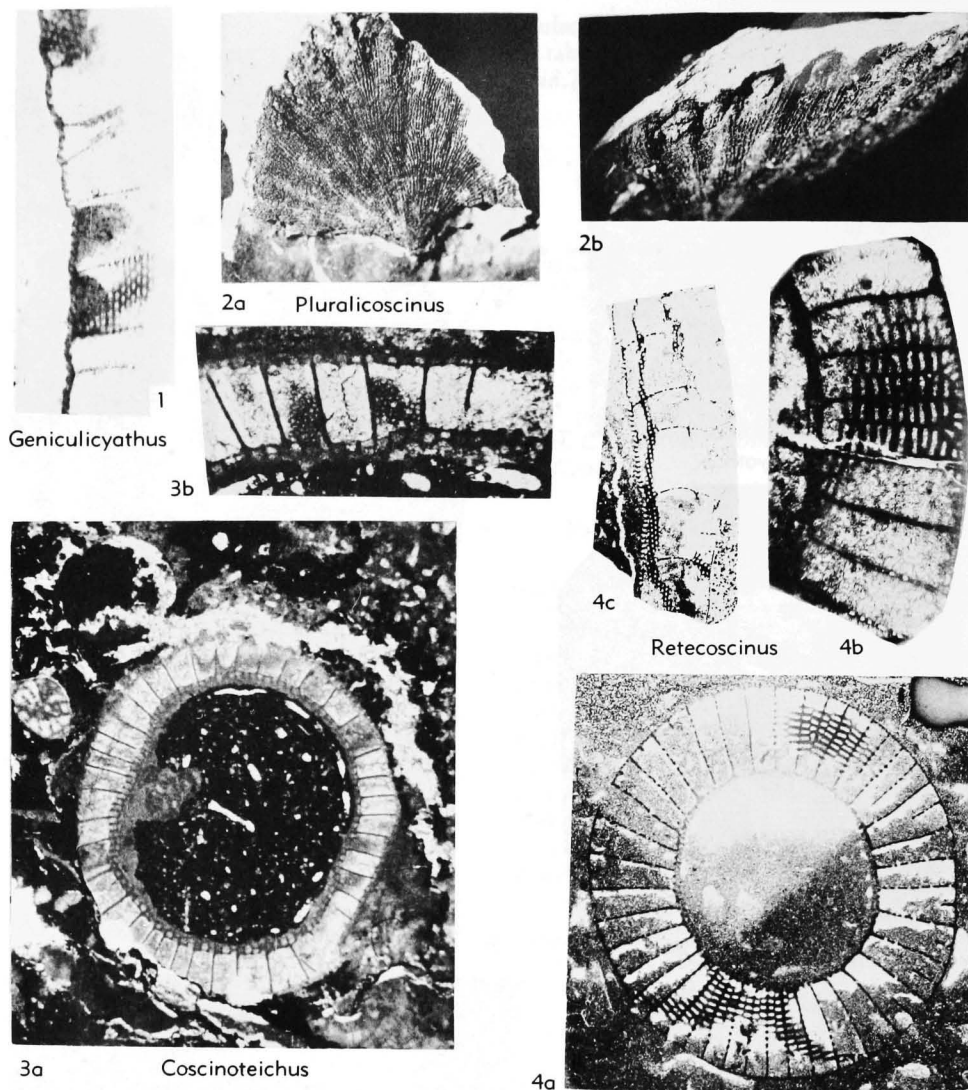 1
Geniculicyathus
2a
Pluralicoscinus
2b
3b
4c
Retecoscinus
4b
3a
Coscinoteichus
4a